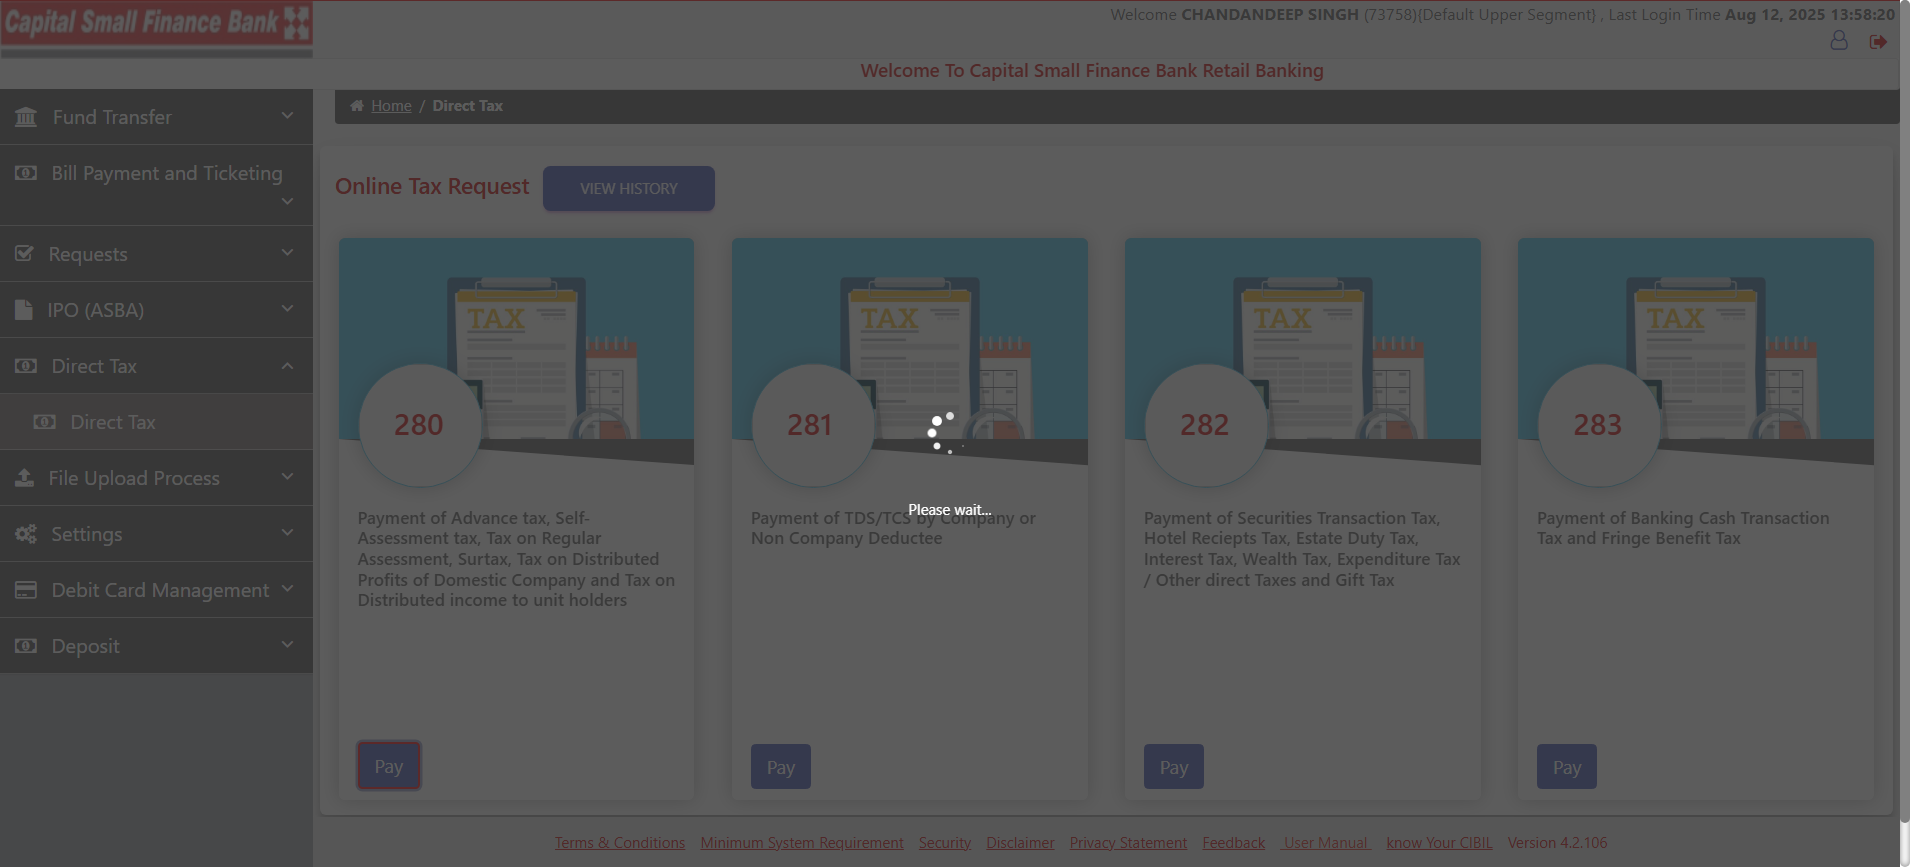 Capital Small Finance Bank
Welcome CHANDANDEEP SINGH (73758)(Default Upper Segment) , Last Login Time Aug 12, 2025 13:58:20
Welcome To Capital Small Finance Bank Retail Banking
Home / Direct Tax
Fund Transfer
Bill Payment and Ticketing
Requests
IPO (ASBA)
Direct Tax
Direct Tax
File Upload Process
Settings
Debit Card Management
Deposit
Online Tax Request
VIEW HISTORY
TAX
280
Payment of Advance tax, Self-
Assessment tax, Tax on Regular
Assessment, Surtax, Tax on Distributed
Profits of Domestic Company and Tax on
Distributed income to unit holders
Pay
TAX
281
Payment of TDS/TCS by Company or
Non Company Deductee
Pay
TAX
282
Payment of Securities Transaction Tax,
Hotel Reciepts Tax, Estate Duty Tax,
Interest Tax, Wealth Tax, Expenditure Tax
/ Other direct Taxes and Gift Tax
Pay
TAX
283
Payment of Banking Cash Transaction
Tax and Fringe Benefit Tax
Pay
Please wait...
Terms & Conditions Minimum System Requirement Security Disclaimer Privacy Statement Feedback User Manual know Your CIBIL Version 4.2.106